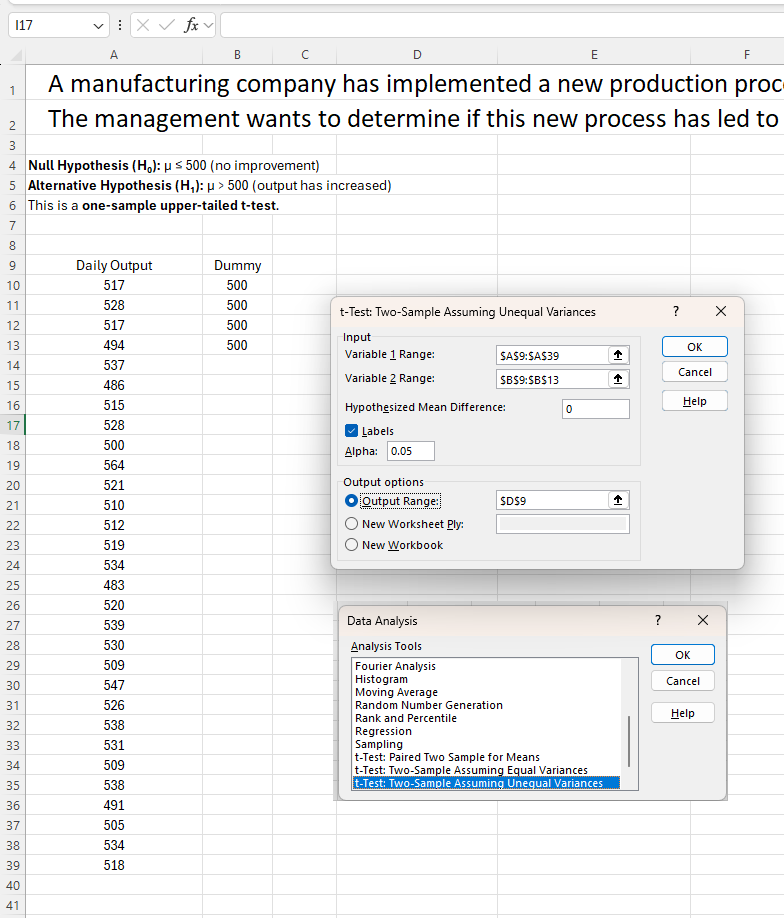 I17
fx
A B C D E F
1 A manufacturing company has implemented a new production proc
2 The management wants to determine if this new process has led to
3
4 Null Hypothesis (H₀): μ ≤ 500 (no improvement)
5 Alternative Hypothesis (H₁): μ > 500 (output has increased)
6 This is a one-sample upper-tailed t-test.
7
8
9 Daily Output Dummy
10 517 500
11 528 500
12 517 500
13 494 500
14 537
15 486
16 515
17 528
18 500
19 564
20 521
21 510
22 512
23 519
24 534
25 483
26 520
27 539
28 530
29 509
30 547
31 526
32 538
33 531
34 509
35 538
36 491
37 505
38 534
39 518
40
41
t-Test: Two-Sample Assuming Unequal Variances ?
Input
Variable 1 Range: $A$9:$A$39 OK
Variable 2 Range: $B$9:$B$13 Cancel
Hypothesized Mean Difference: 0 Help
Labels
Alpha: 0.05
Output options
Output Range: $D$9
New Worksheet Ply:
New Workbook
Data Analysis ?
Analysis Tools
OK
Cancel
Help
Fourier Analysis
Histogram
Moving Average
Random Number Generation
Rank and Percentile
Regression
Sampling
t-Test: Paired Two Sample for Means
t-Test: Two-Sample Assuming Equal Variances
t-Test: Two-Sample Assuming Unequal Variances